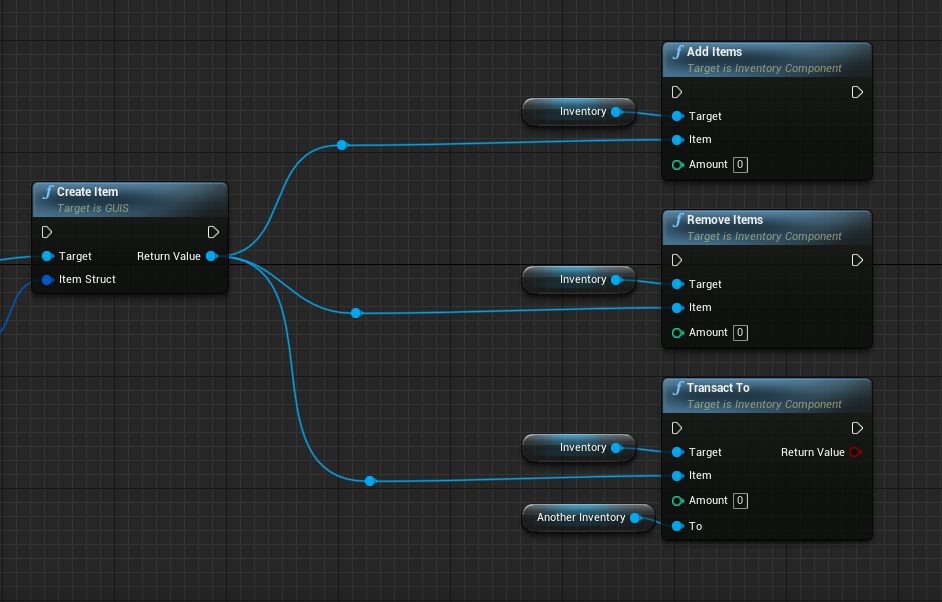 Create Item
Target is GUIS
Target
Return Value
Item Struct
Inventory
Add Items
Target is Inventory Component
Target
Item
Amount 0
Inventory
Remove Items
Target is Inventory Component
Target
Item
Amount 0
Inventory
Another Inventory
Transact To
Target is Inventory Component
Target
Return Value
Item
Amount 0
To